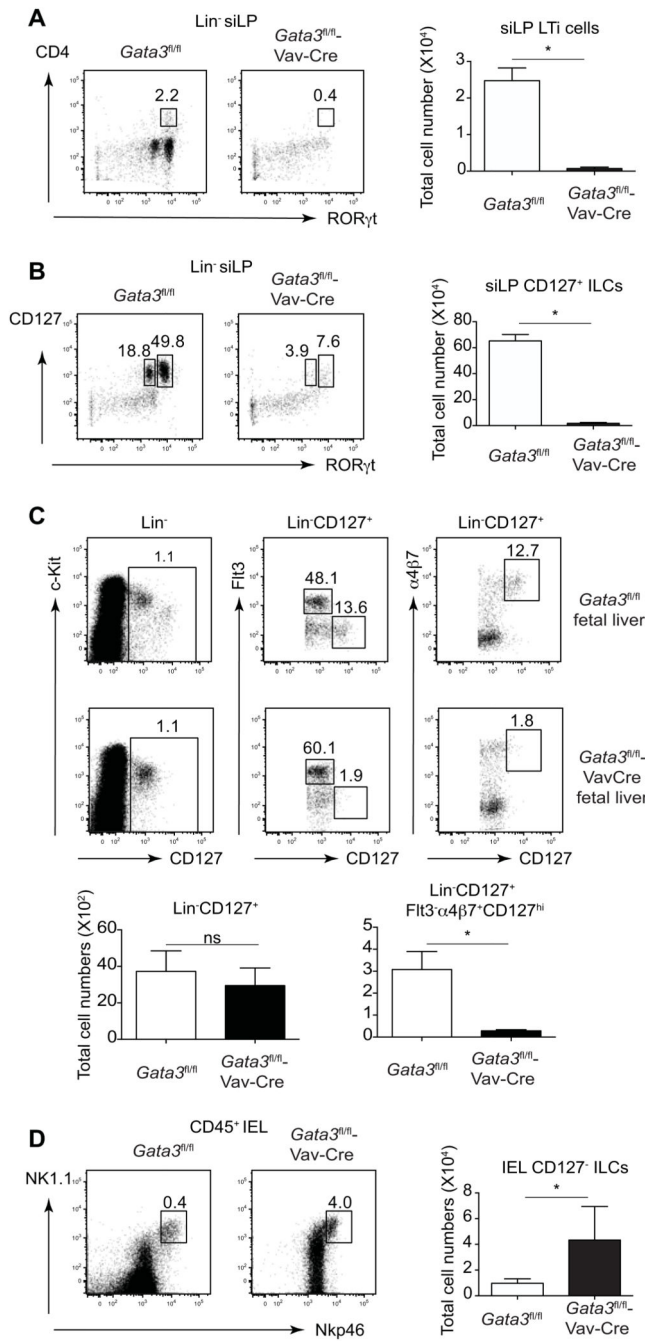 A
Lin⁻ siLP
CD4
Gata3fl/fl
Gata3fl/fl-
Vav-Cre
2.2
0.4
RORγt
siLP LTi cells
Total cell number (X10⁴)
3
2
1
0
*
Gata3fl/fl
Gata3fl/fl-
Vav-Cre
B
Lin⁻ siLP
CD127
Gata3fl/fl
Gata3fl/fl-
Vav-Cre
18.8
49.8
3.9
7.6
RORγt
siLP CD127⁺ ILCs
Total cell number (X10⁴)
80
60
40
20
0
*
Gata3fl/fl
Gata3fl/fl-
Vav-Cre
C
Lin⁻
Lin⁻CD127⁺
Lin⁻CD127⁺
c-Kit
1.1
Flt3
48.1
13.6
α4β7
12.7
Gata3fl/fl
fetal liver
1.1
60.1
1.9
1.8
Gata3fl/fl-
VavCre
fetal liver
CD127
CD127
CD127
Lin⁻CD127⁺
Total cell numbers (X10²)
60
40
20
0
ns
Gata3fl/fl
Gata3fl/fl-
Vav-Cre
Lin⁻CD127⁺
Flt3⁻α4β7⁺CD127hi
Total cell numbers (X10²)
5
4
3
2
1
0
*
Gata3fl/fl
Gata3fl/fl-
Vav-Cre
D
CD45⁺ IEL
NK1.1
Gata3fl/fl
Gata3fl/fl-
Vav-Cre
0.4
4.0
Nkp46
IEL CD127⁻ ILCs
Total cell numbers (X10⁴)
8
6
4
2
0
*
Gata3fl/fl
Gata3fl/fl-
Vav-Cre